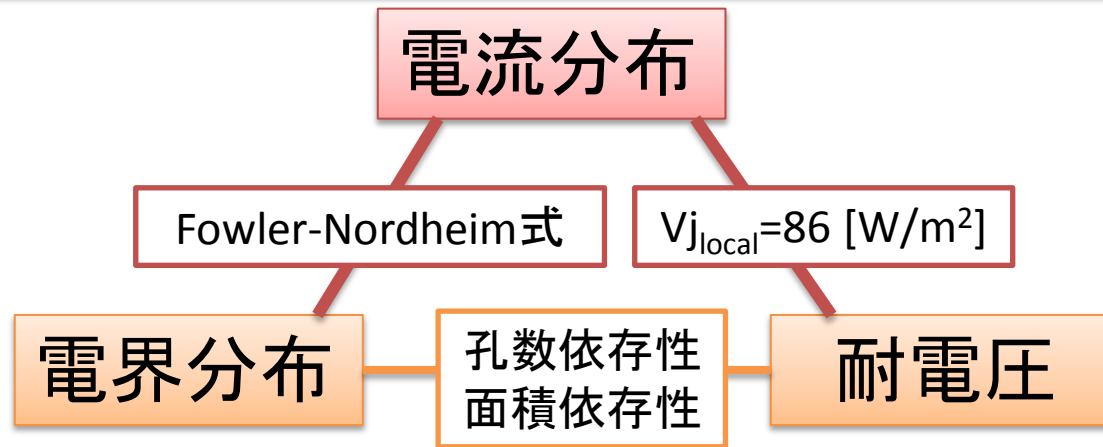 電流分布
Fowler-Nordheim式
Vj_local=86 [W/m²]
電界分布
孔数依存性
面積依存性
耐電圧